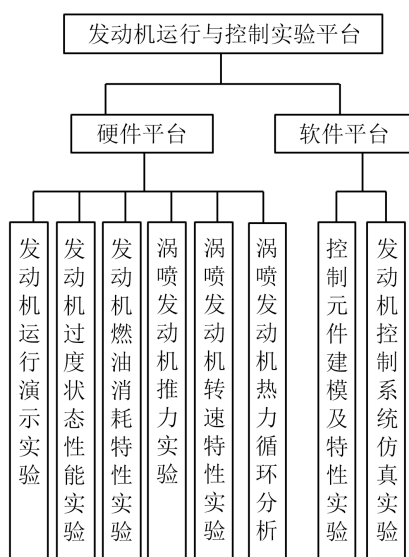 发动机运行与控制实验平台
硬件平台
软件平台
发动机运行演示实验
发动机过度状态性能实验
发动机燃油消耗特性实验
涡喷发动机推力实验
涡喷发动机转速特性实验
涡喷发动机热力循环分析
控制元件建模及特性实验
发动机控制系统仿真实验